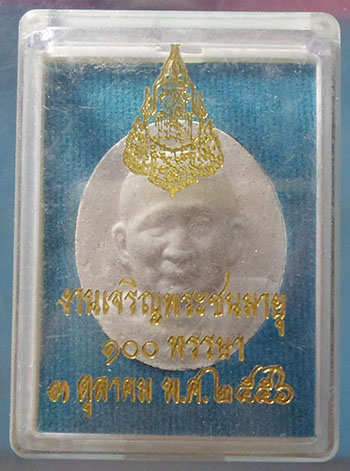 งานเจริญพระชนมายุ
๑๐๐ พรรษา
๓ ตุลาคม พ.ศ.๒๕๕๖